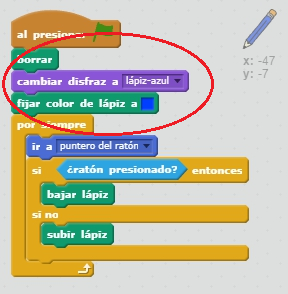 al presionar
borrar
cambiar disfraz a lápiz-azul
fijar color de lápiz a
por siempre
ir a puntero del ratón
si ¿ratón presionado? entonces
bajar lápiz
si no
subir lápiz
x: -47
y: -7